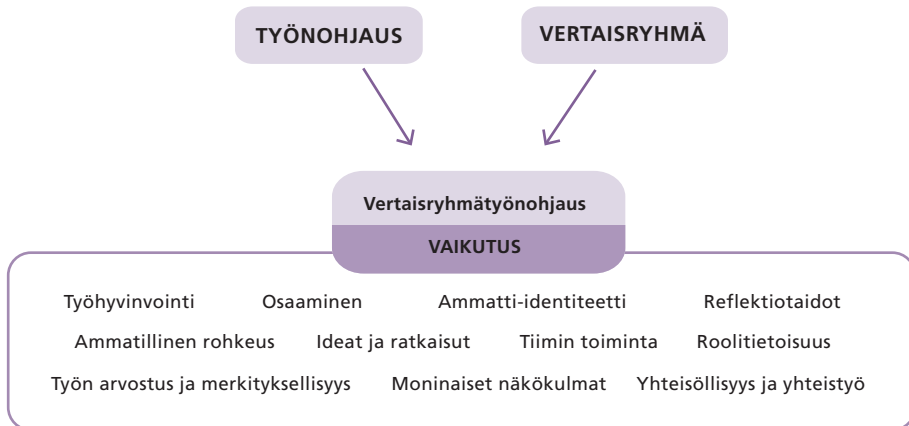 TYÖNOHJAUS VERTAISRYHMÄ
Vertaisryhmätyönohjaus
VAIKUTUS
Työhyvinvointi Osaaminen Ammatti-identiteetti Reflektiotaidot
Ammatillinen rohkeus Ideat ja ratkaisut Tiimin toiminta Roolitietoisuus
Työn arvostus ja merkityksellisyys Moninaiset näkökulmat Yhteisöllisyys ja yhteistyö